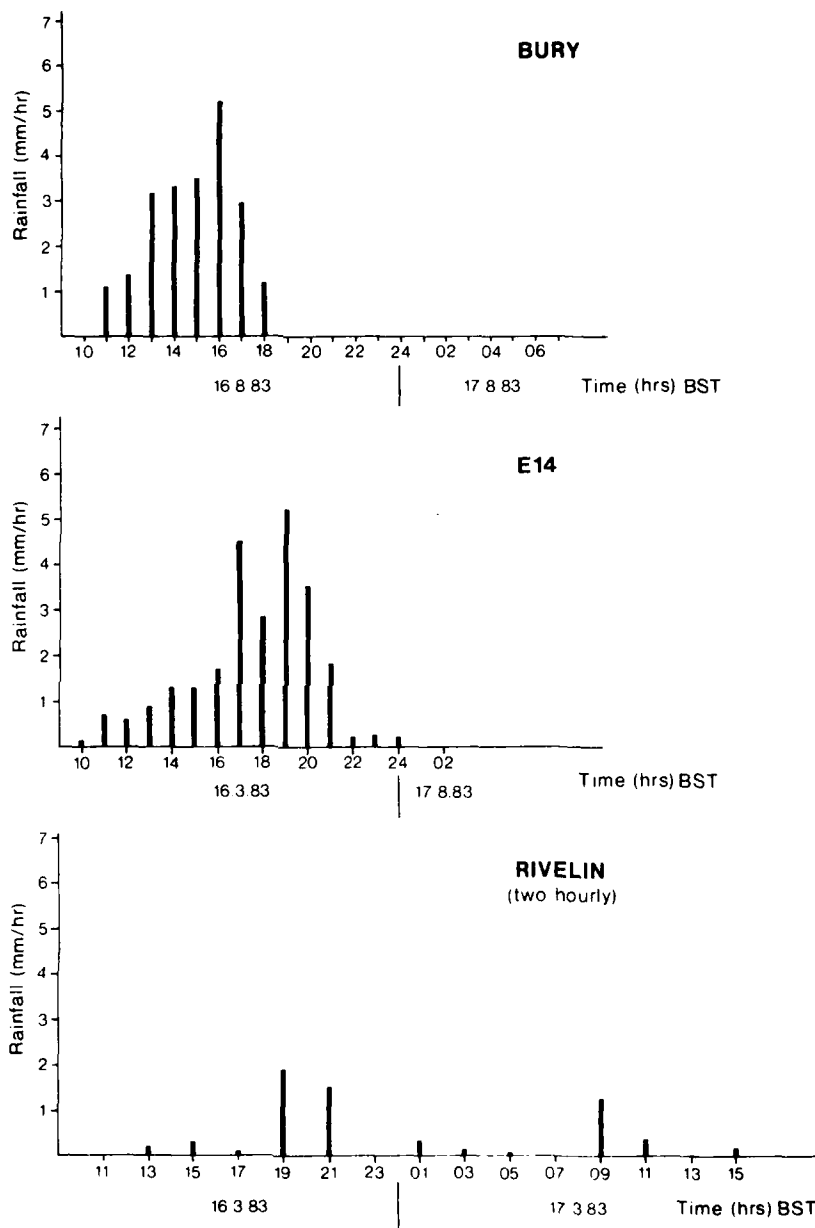 BURY
Rainfall (mm/hr)
7
6
5
4
3
2
1
10 12 14 16 18 20 22 24 02 04 06
16 8 83 17 8 83 Time (hrs) BST
E14
Rainfall (mm/hr)
7
6
5
4
3
2
1
10 12 14 16 18 20 22 24 02
16 3.83 17 8.83 Time (hrs) BST
RIVELIN
(two hourly)
Rainfall (mm/hr)
7
6
5
4
3
2
1
11 13 15 17 19 21 23 01 03 05 07 09 11 13 15
16 3 83 17 3 83 Time (hrs) BST